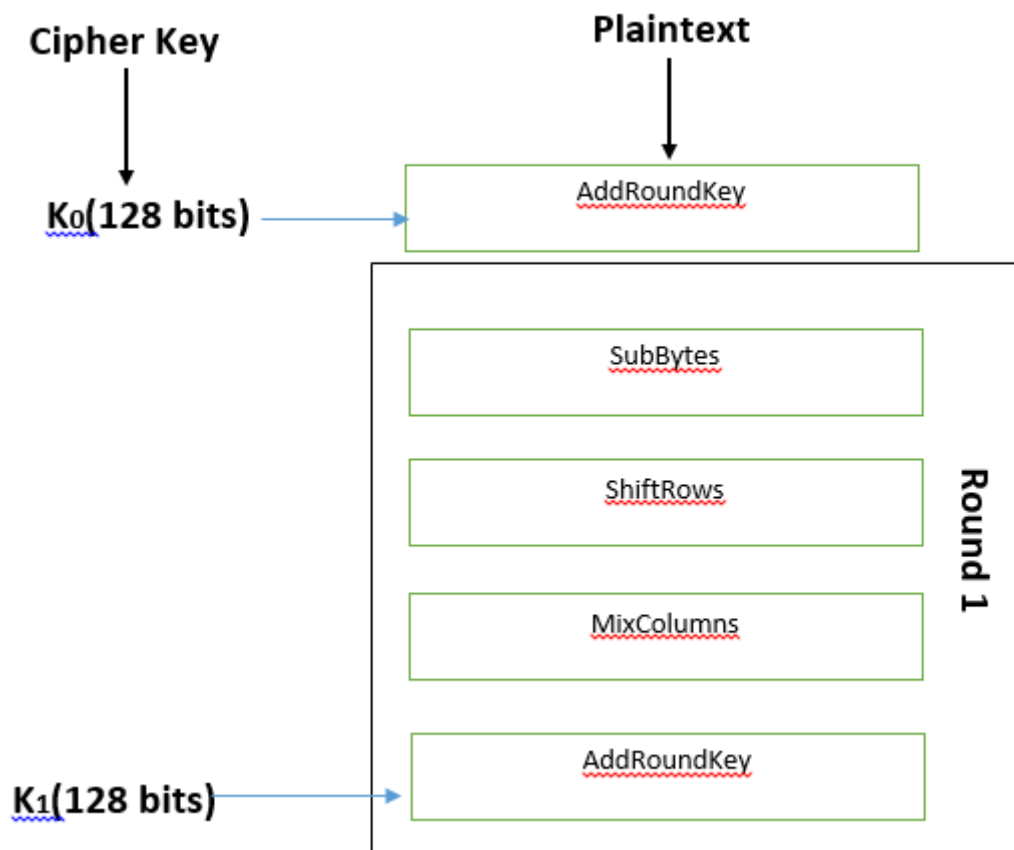 Cipher Key
Plaintext
K₀(128 bits)
AddRoundKey
SubBytes
ShiftRows
Round 1
MixColumns
AddRoundKey
K₁(128 bits)